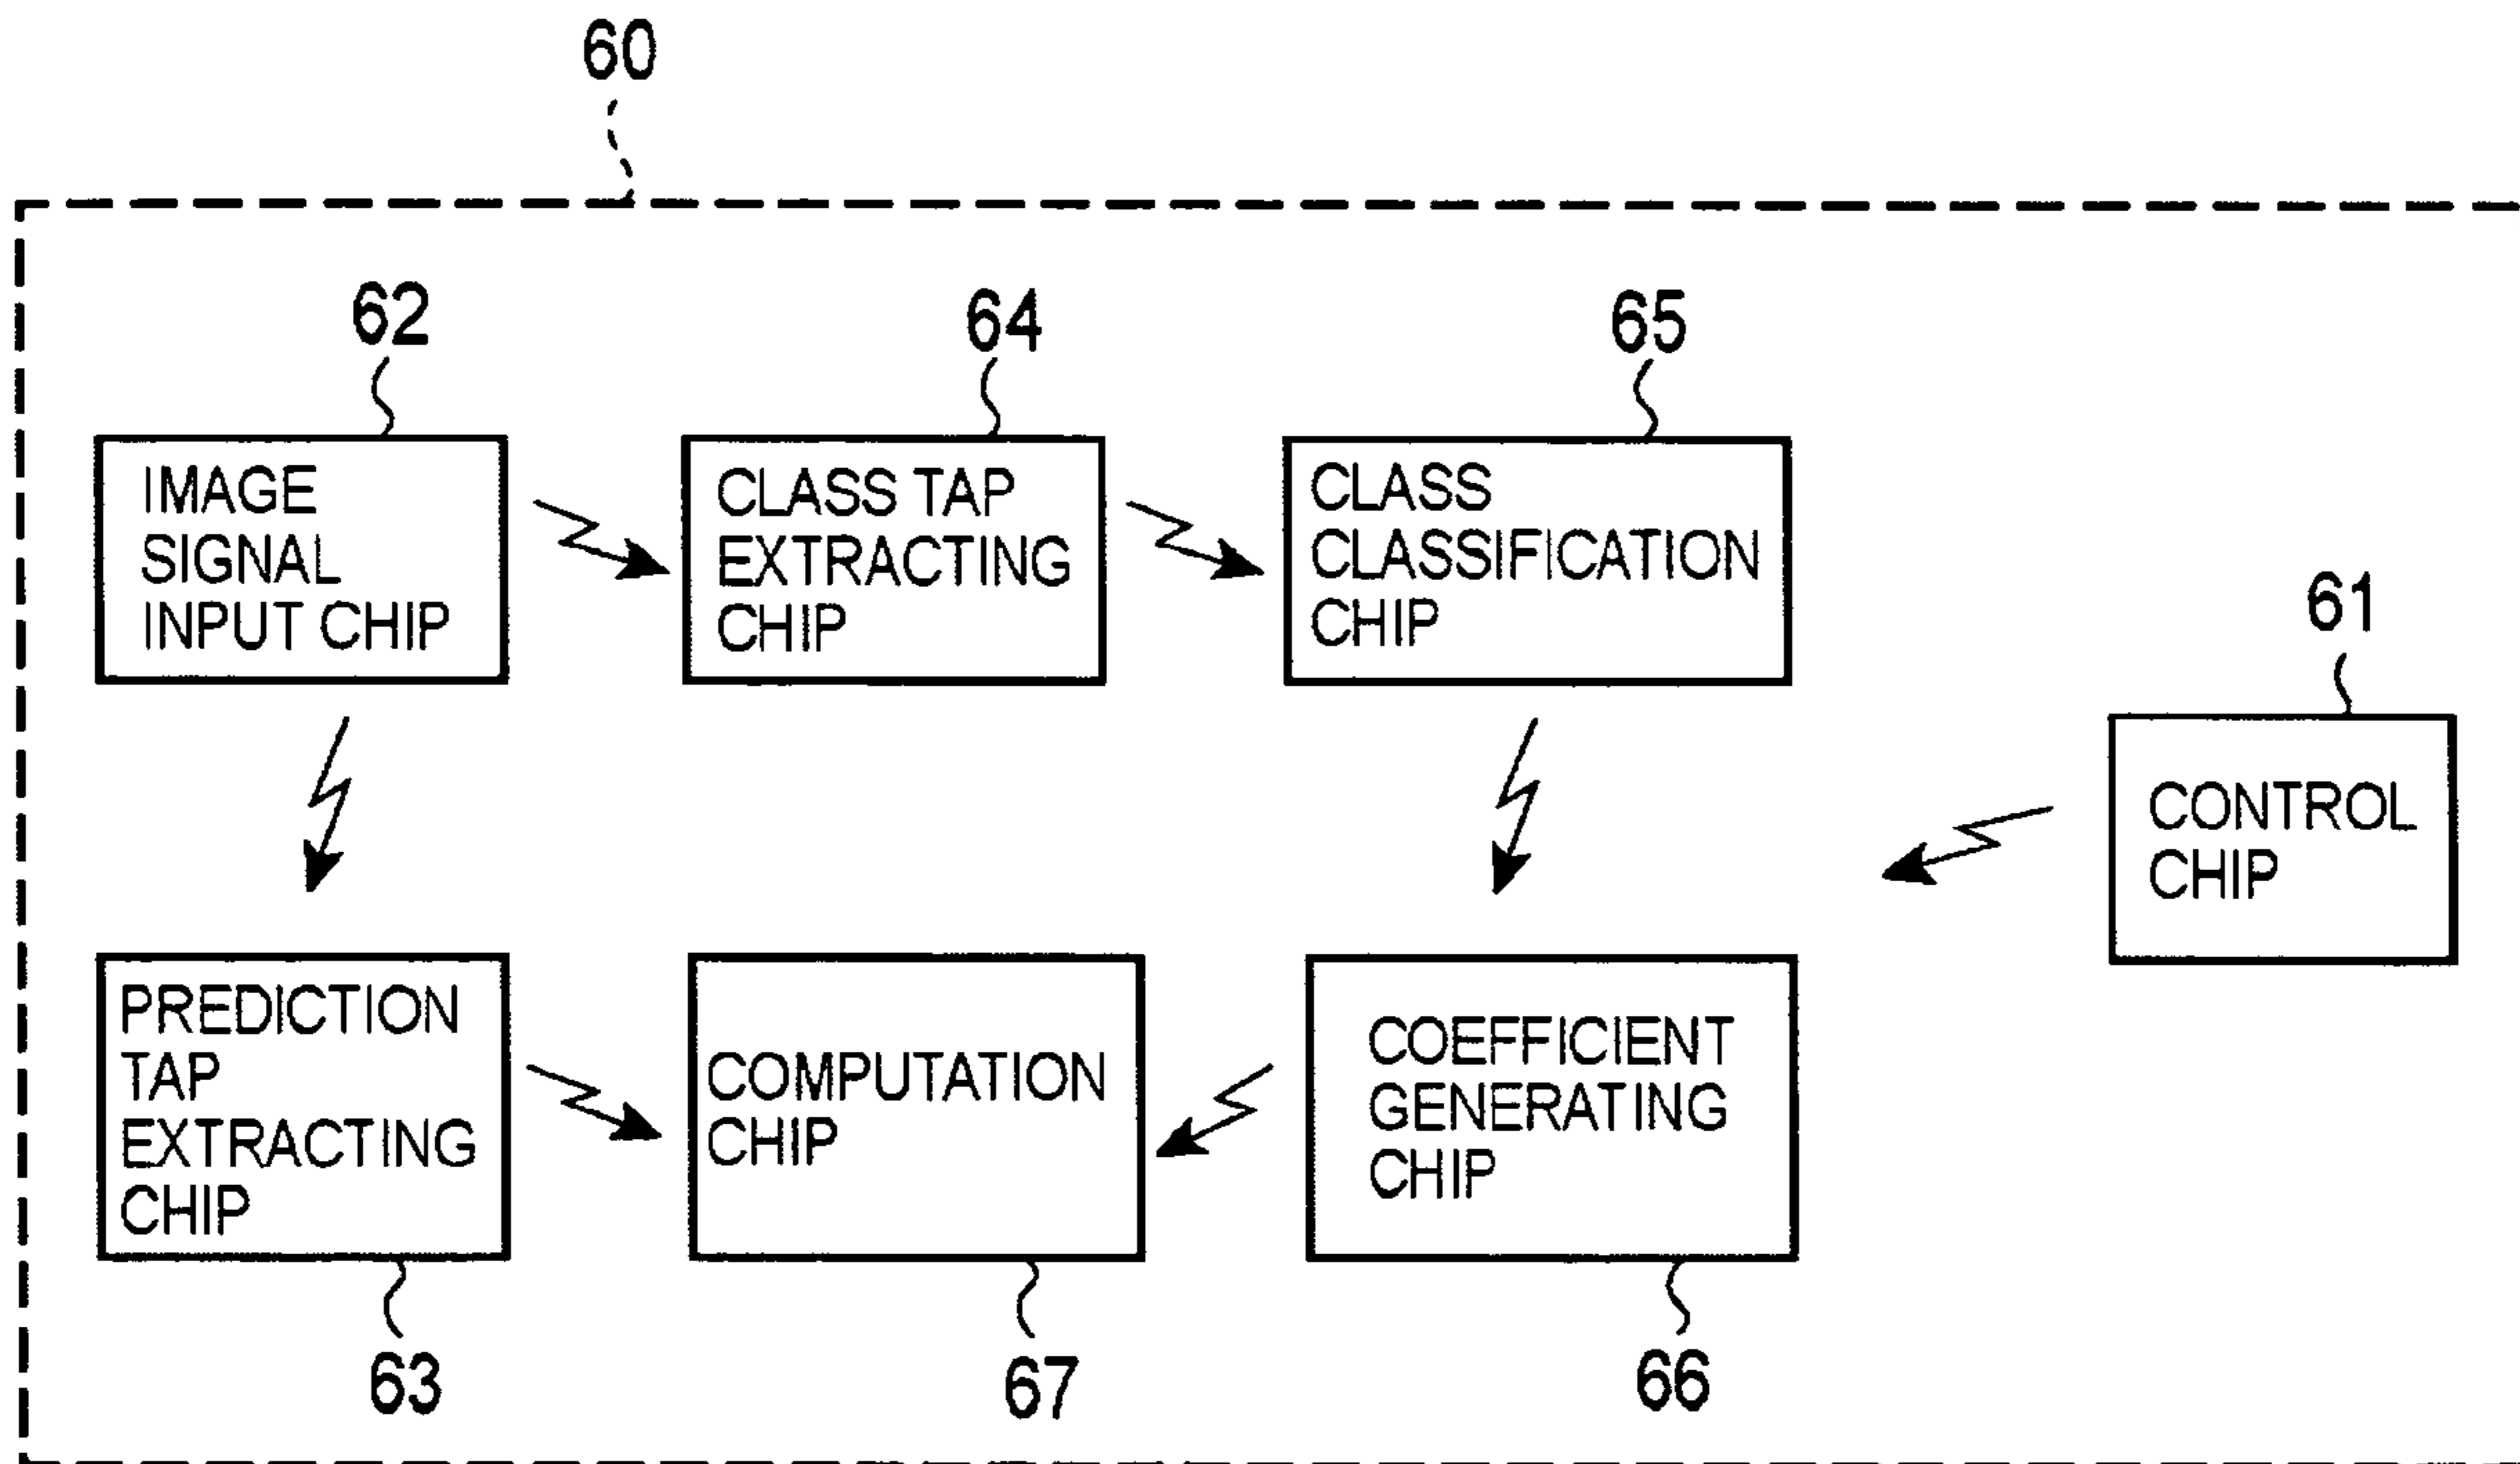 60
62
64
65
IMAGE
SIGNAL
INPUT CHIP
CLASS TAP
EXTRACTING
CHIP
CLASS
CLASSIFICATION
CHIP
61
CONTROL
CHIP
PREDICTION
TAP
EXTRACTING
CHIP
COMPUTATION
CHIP
COEFFICIENT
GENERATING
CHIP
63
67
66